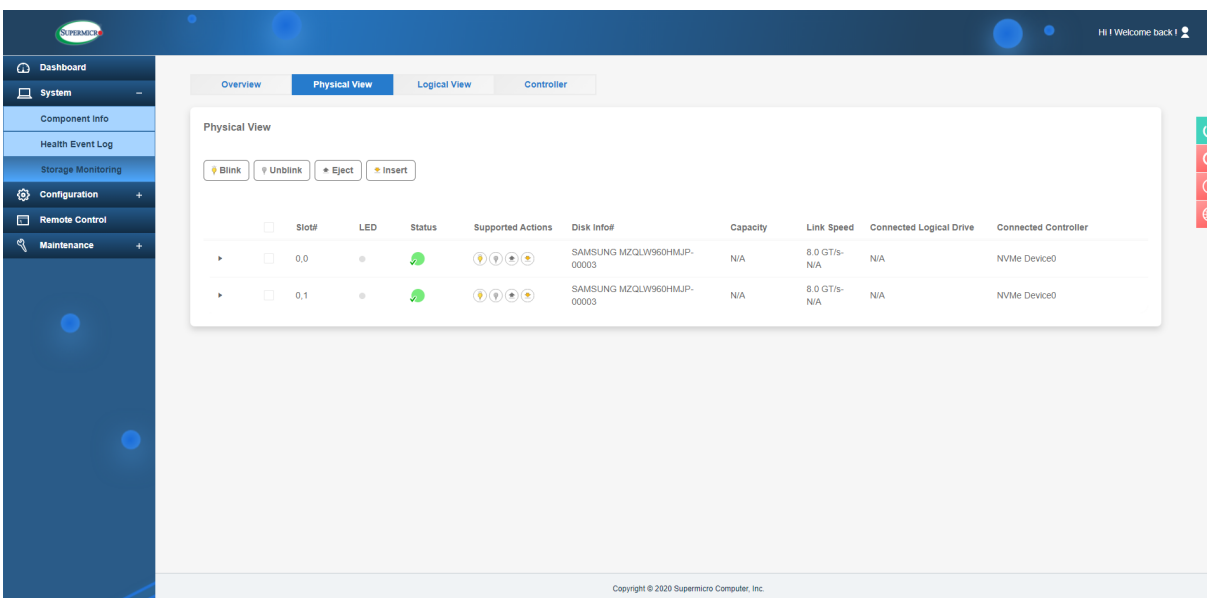 SUPERMICR
Hi ! Welcome back !
Dashboard
System –
Component Info
Health Event Log
Storage Monitoring
Configuration +
Remote Control
Maintenance +
Overview Physical View Logical View Controller
Physical View
Blink Unblink Eject Insert
Slot# LED Status Supported Actions Disk Info# Capacity Link Speed Connected Logical Drive Connected Controller
0,0 SAMSUNG MZQLW960HMJP- N/A 8.0 GT/s- N/A NVMe Device0
00003 N/A
0,1 SAMSUNG MZQLW960HMJP- N/A 8.0 GT/s- N/A NVMe Device0
00003 N/A
Copyright © 2020 Supermicro Computer, Inc.